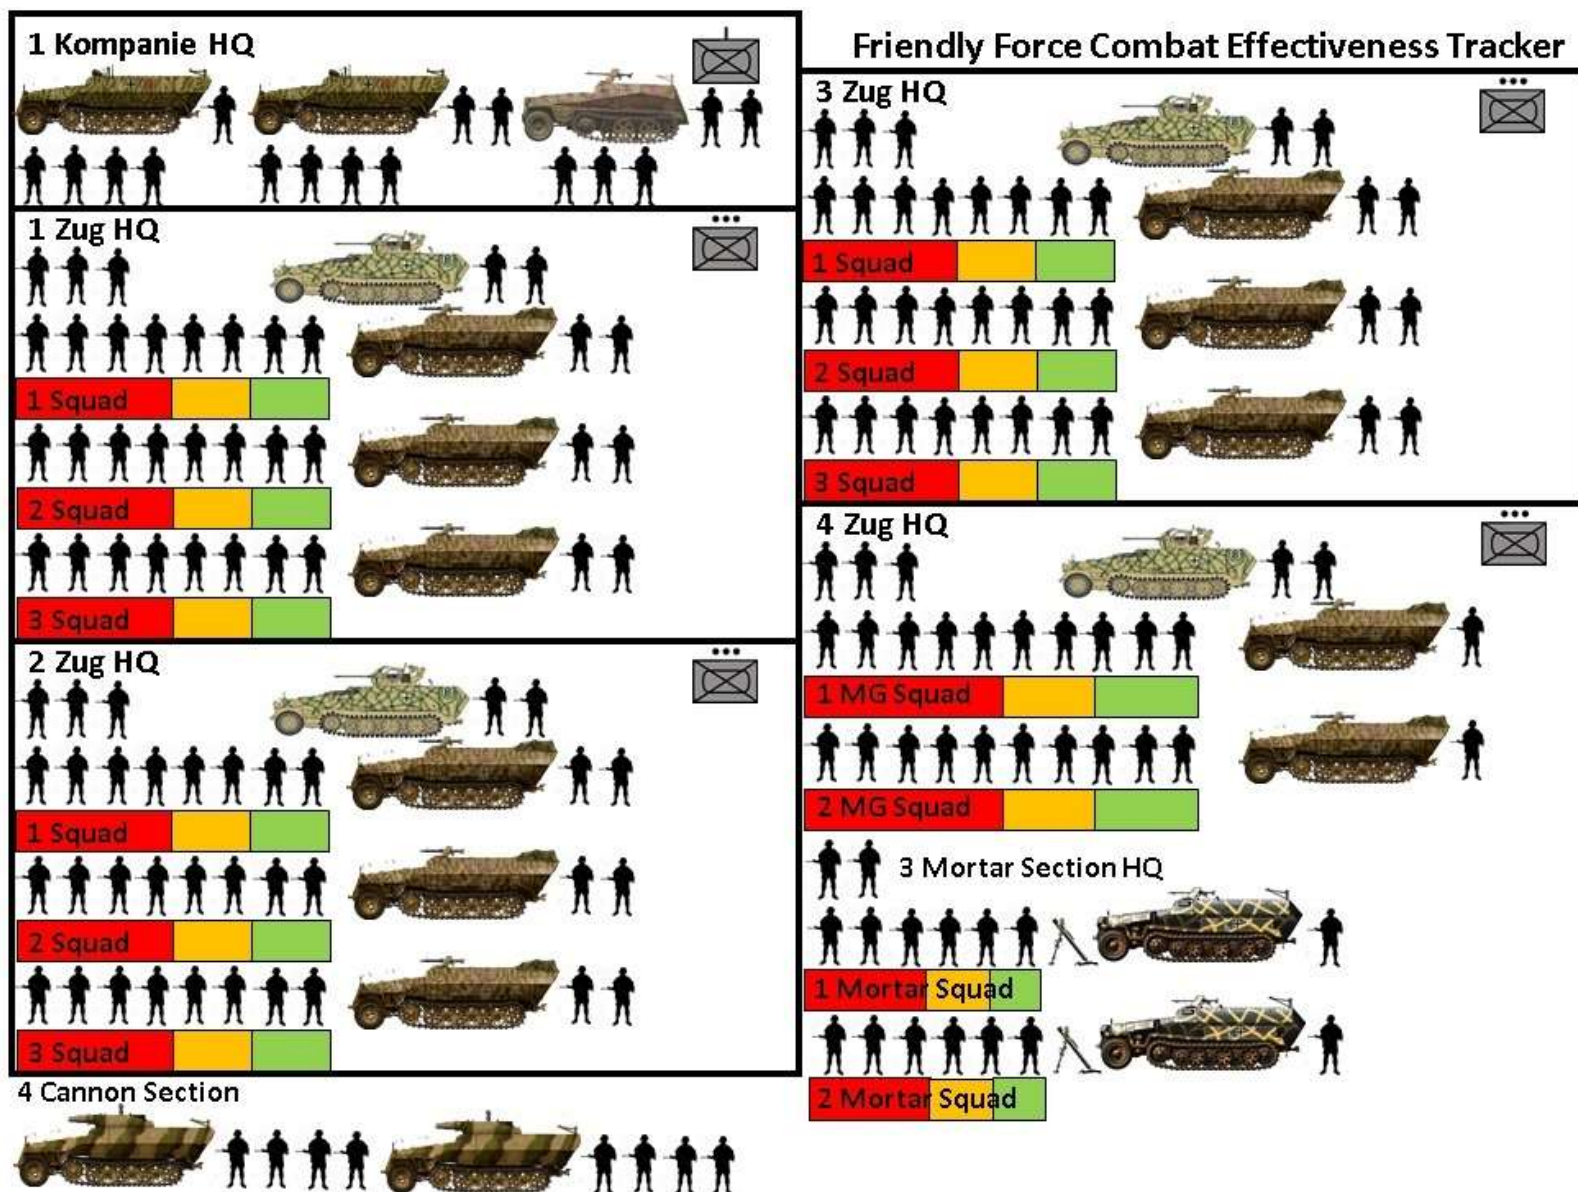 1 Kompanie HQ
Friendly Force Combat Effectiveness Tracker
1 Zug HQ
1 Squad
2 Squad
3 Squad
2 Zug HQ
1 Squad
2 Squad
3 Squad
4 Cannon Section
3 Zug HQ
1 Squad
2 Squad
3 Squad
4 Zug HQ
1 MG Squad
2 MG Squad
3 Mortar Section HQ
1 Mortar Squad
2 Mortar Squad